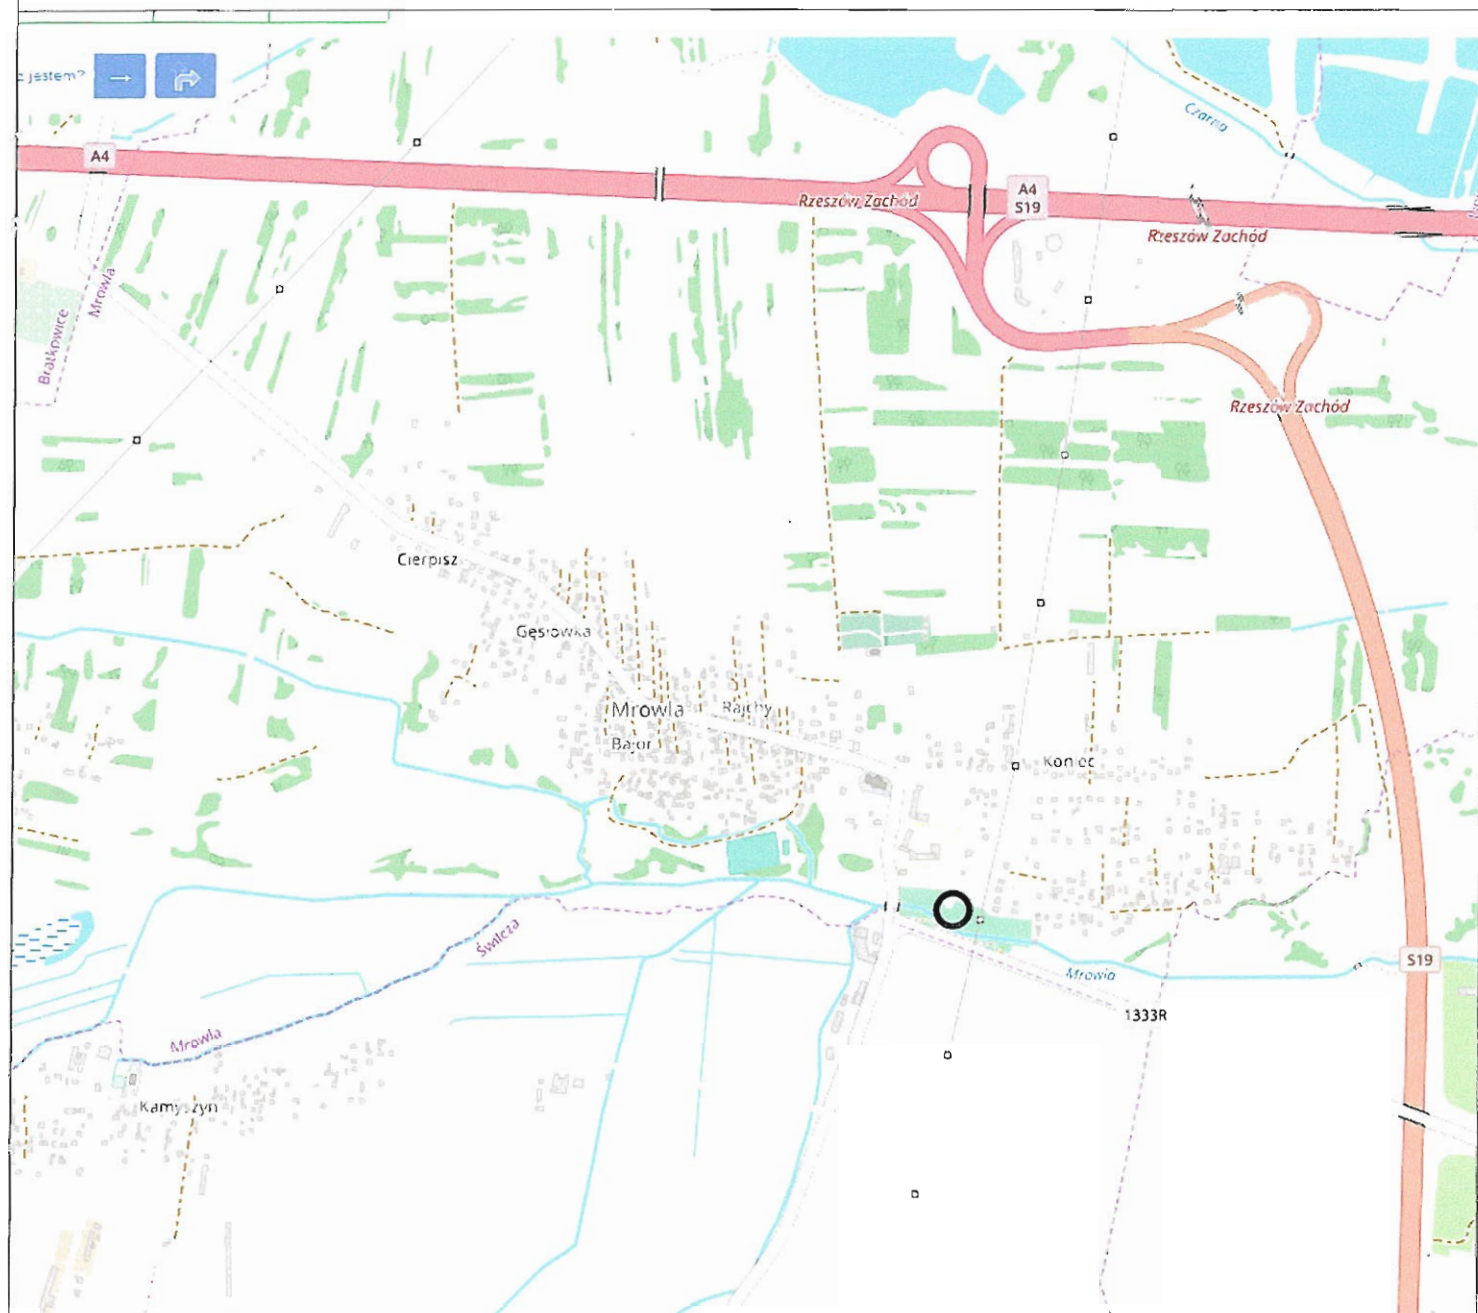 z jestem?
Czarna
A4
Rzeszów Zachód
A4
S19
Rzeszów Zachód
Mrowla
Bratkowice
Rzeszów Zachód
Cierpisz
Gęsiówka
Mrowla
Rajchy
Bajor
Koniec
Świlcza
S19
Mrowla
1333R
Mrowla
Kamyszyn